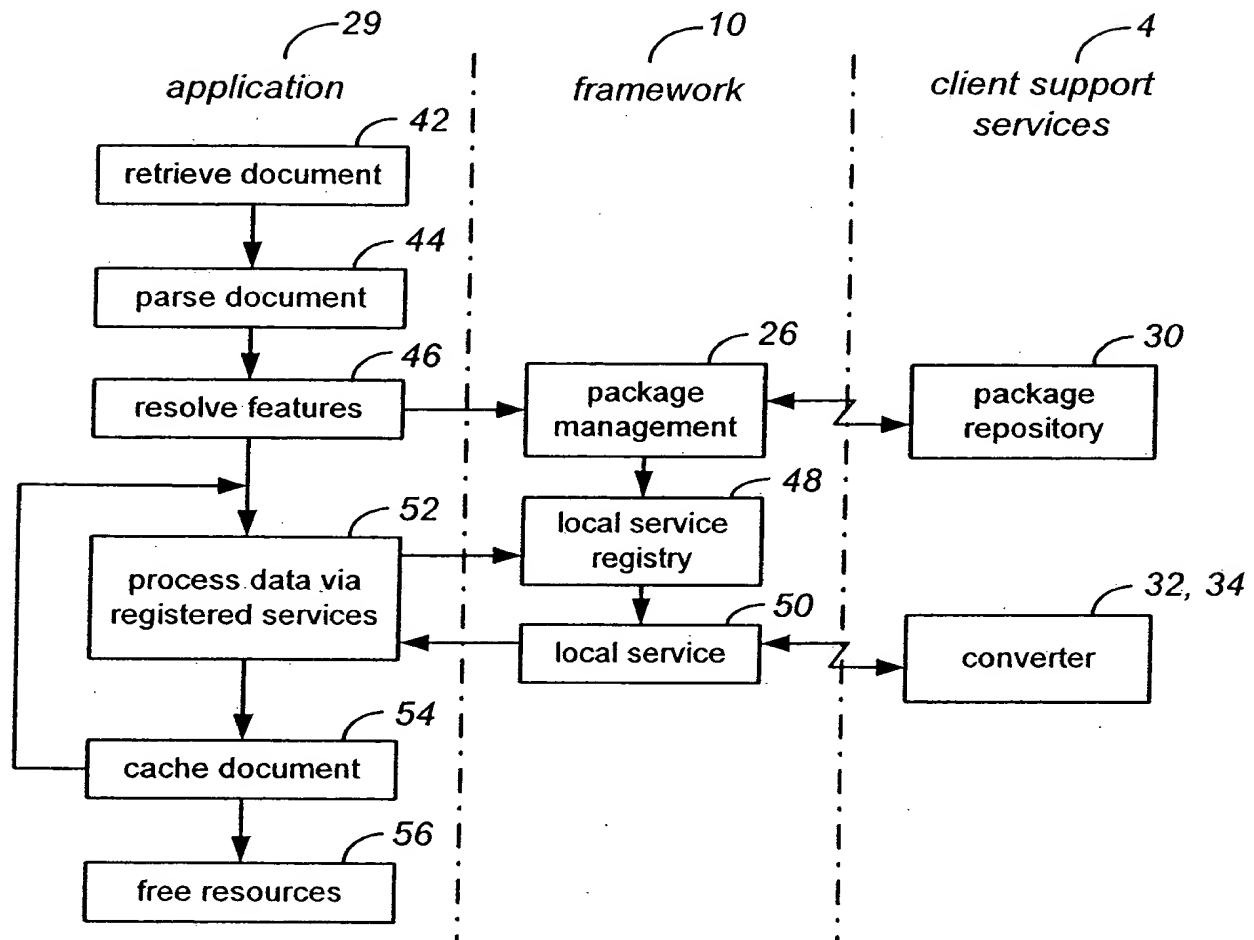 29
10
4
application
framework
client support
services
42
retrieve document
44
parse document
46
resolve features
26
package
management
30
package
repository
48
local service
registry
52
process data via
registered services
50
local service
32, 34
converter
54
cache document
56
free resources